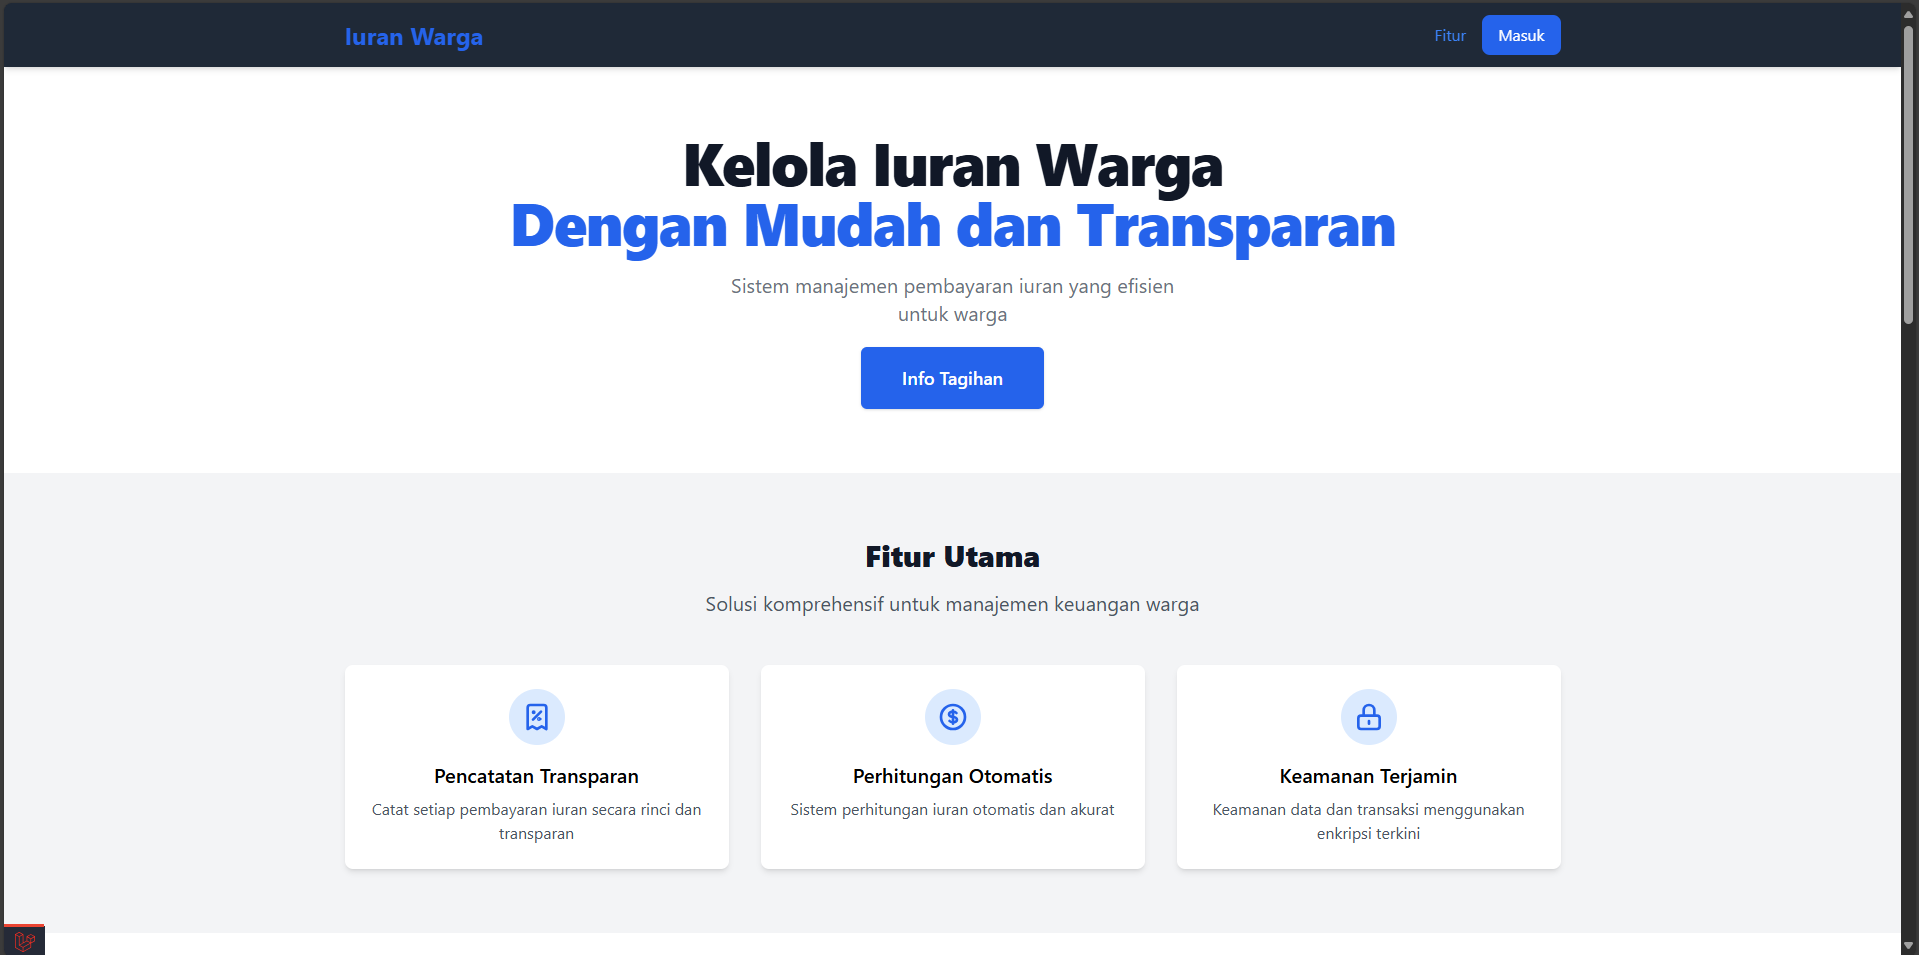 Iuran Warga
Fitur
Masuk
Kelola Iuran Warga
Dengan Mudah dan Transparan
Sistem manajemen pembayaran iuran yang efisien
untuk warga
Info Tagihan
Fitur Utama
Solusi komprehensif untuk manajemen keuangan warga
Pencatatan Transparan
Catat setiap pembayaran iuran secara rinci dan
transparan
Perhitungan Otomatis
Sistem perhitungan iuran otomatis dan akurat
Keamanan Terjamin
Keamanan data dan transaksi menggunakan
enkripsi terkini